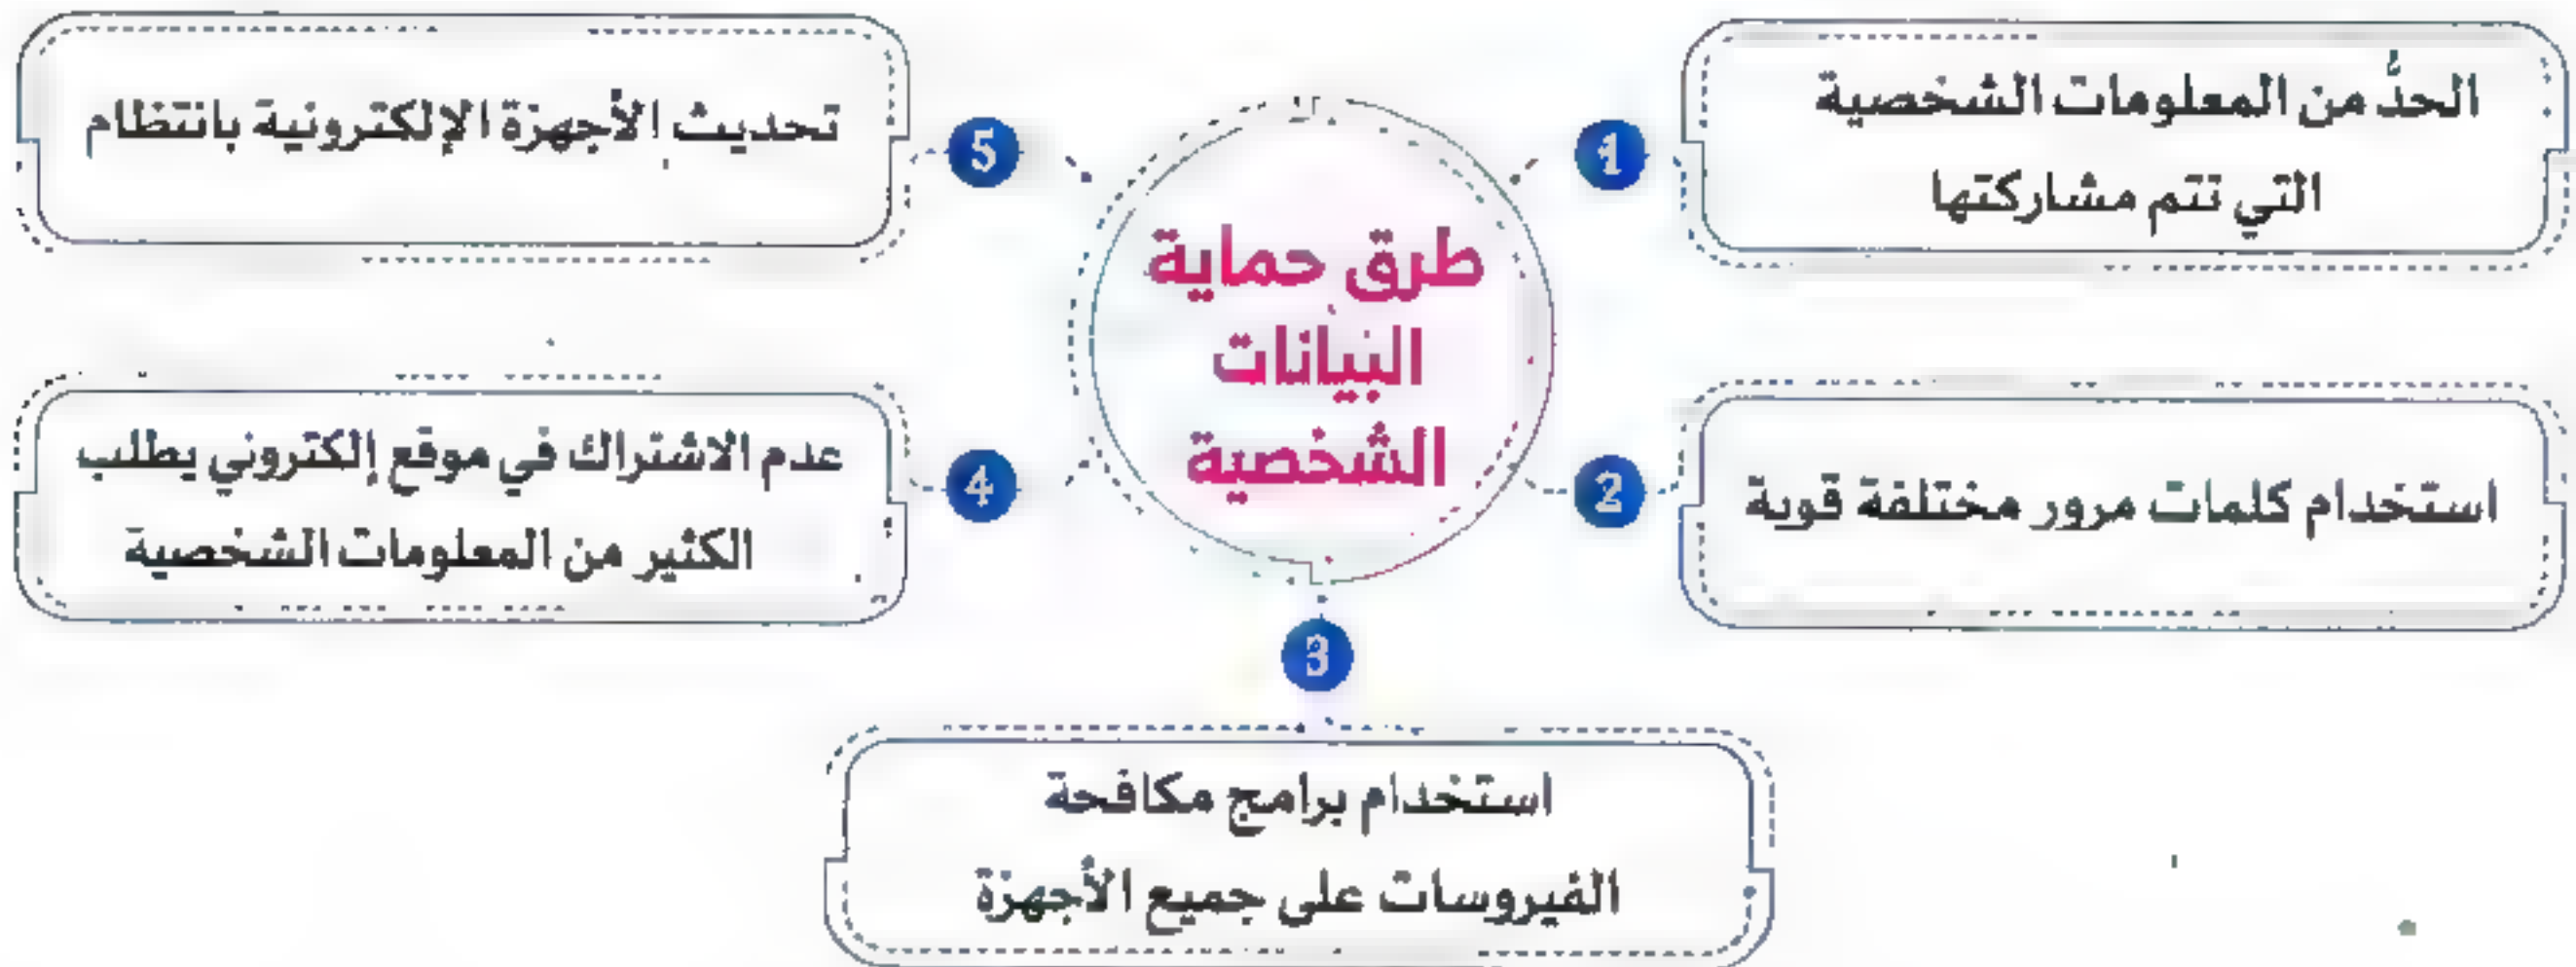 طرق حماية
البيانات
الشخصية
1
الحدُّ من المعلومات الشخصية
التي تتم مشاركتها
2
استخدام كلمات مرور مختلفة قوية
3
استخدام برامج مكافحة
الفيروسات على جميع الأجهزة
4
عدم الاشتراك في موقع إلكتروني يطلب
الكثير من المعلومات الشخصية
5
تحديث الأجهزة الإلكترونية بانتظام